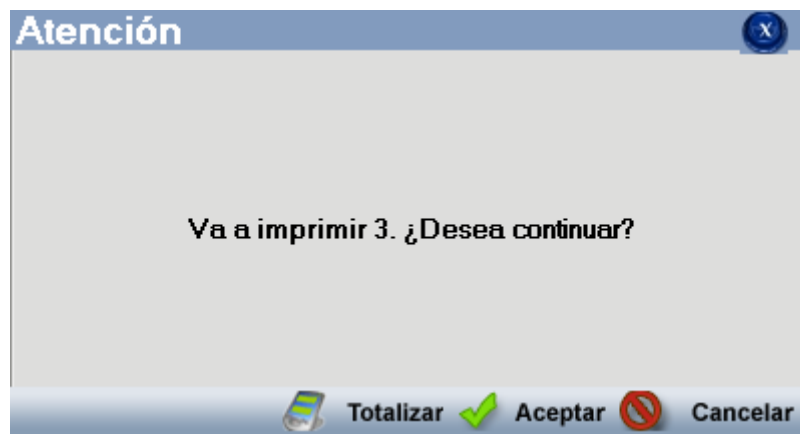 Atención
X
Va a imprimir 3. ¿Desea continuar?
Totalizar Aceptar Cancelar